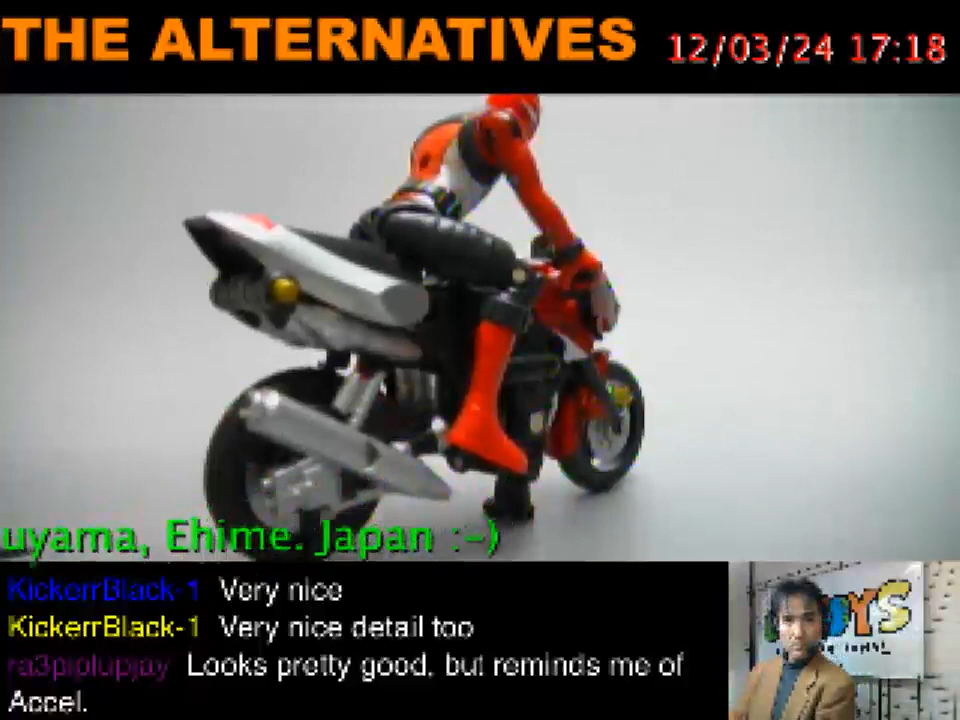 THE ALTERNATIVES
12/03/24 17:18
uyama, Ehime. Japan :-)
KickerrBlack-1 Very nice
KickerrBlack-1 Very nice detail too
ra3piplupjay Looks pretty good, but reminds me of
Accel.